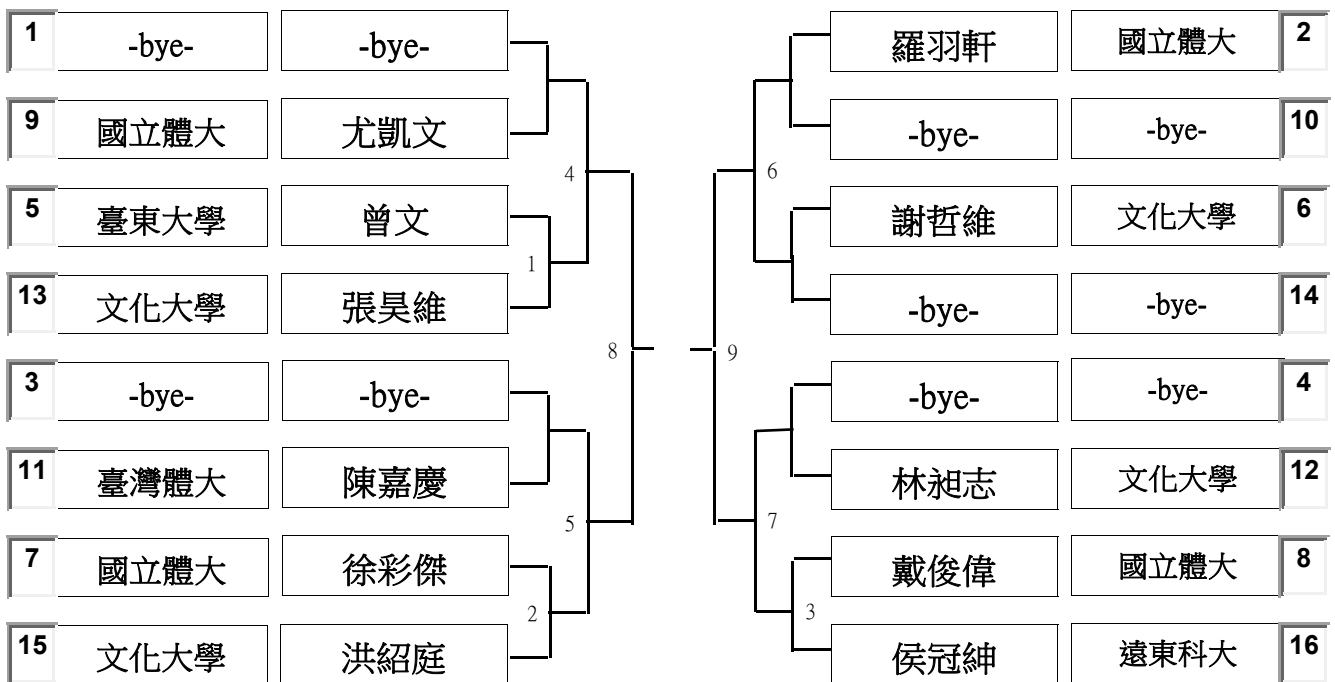 1 -bye- -bye- 羅羽軒 國立體大 2
9 國立體大 尤凱文 -bye- -bye- 10
4 6
5 臺東大學 曾文 謝哲維 文化大學 6
1
13 文化大學 張昊維 -bye- -bye- 14
8 9
3 -bye- -bye- -bye- -bye- 4
11 臺灣體大 陳嘉慶 林昶志 文化大學 12
5 7
7 國立體大 徐彩傑 戴俊偉 國立體大 8
2 3
15 文化大學 洪紹庭 侯冠紳 遠東科大 16